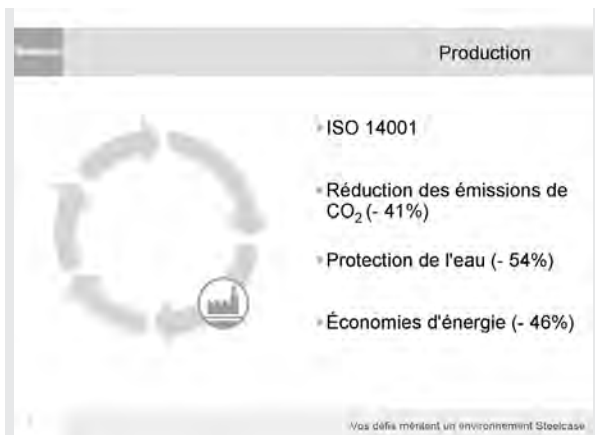 Production
ISO 14001
Réduction des émissions de
CO₂ (- 41%)
Protection de l'eau (- 54%)
Économies d'énergie (- 46%)
Vos défis méritent un environnement Steelcase